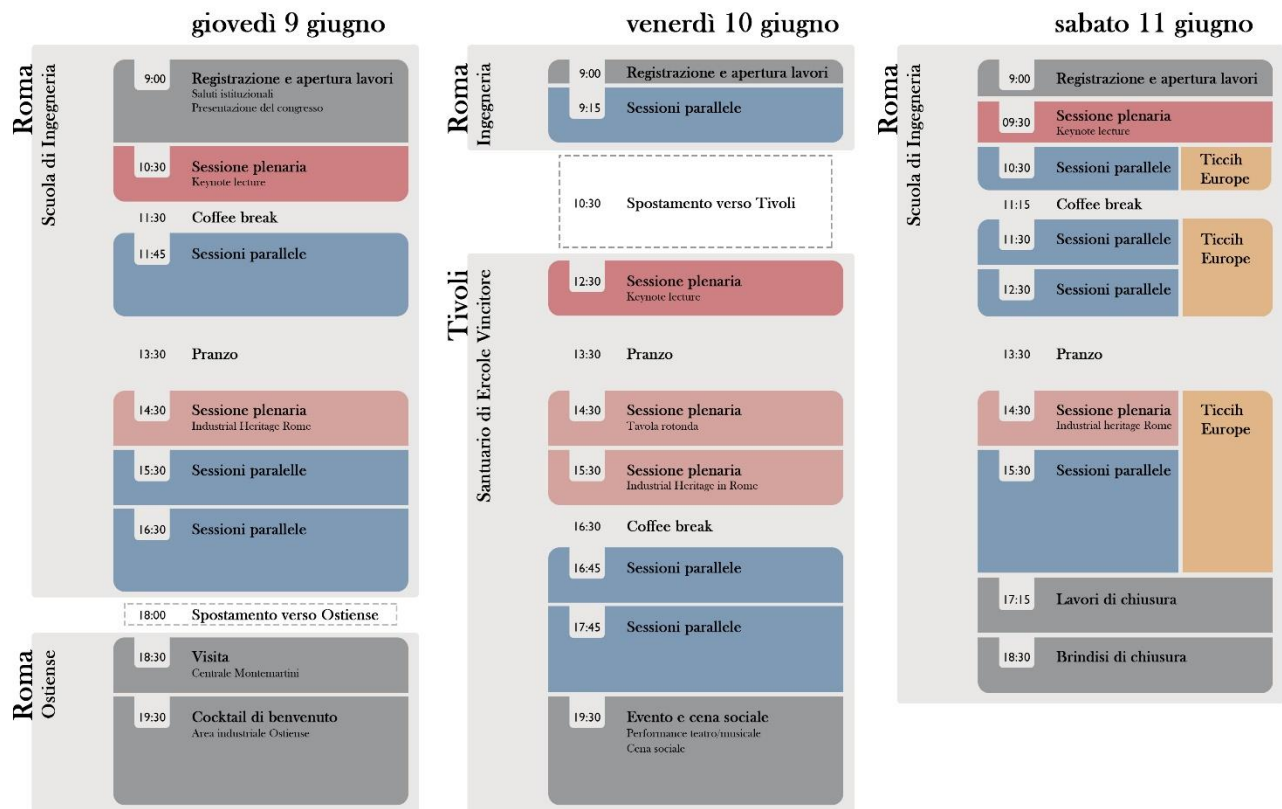 giovedì 9 giugno
Roma
Scuola di Ingegneria
9:00 Registrazione e apertura lavori
Saluti istituzionali
Presentazione del congresso
10:30 Sessione plenaria
Keynote lecture
11:30 Coffee break
11:45 Sessioni parallele
13:30 Pranzo
14:30 Sessione plenaria
Industrial Heritage Rome
15:30 Sessioni paralelle
16:30 Sessioni parallele
18:00 Spostamento verso Ostiense
Roma
Ostiense
18:30 Visita
Centrale Montemartini
19:30 Cocktail di benvenuto
Area industriale Ostiense
venerdì 10 giugno
Roma
Ingegneria
9:00 Registrazione e apertura lavori
9:15 Sessioni parallele
10:30 Spostamento verso Tivoli
Tivoli
Santuario di Ercole Vincitore
12:30 Sessione plenaria
Keynote lecture
13:30 Pranzo
14:30 Sessione plenaria
Tavola rotonda
15:30 Sessione plenaria
Industrial Heritage in Rome
16:30 Coffee break
16:45 Sessioni parallele
17:45 Sessioni parallele
19:30 Evento e cena sociale
Performance teatro/musicale
Cena sociale
sabato 11 giugno
Roma
Scuola di Ingegneria
9:00 Registrazione e apertura lavori
09:30 Sessione plenaria
Keynote lecture
10:30 Sessioni parallele
Ticcih
Europe
11:15 Coffee break
11:30 Sessioni parallele
Ticcih
Europe
12:30 Sessioni parallele
13:30 Pranzo
14:30 Sessione plenaria
Industrial heritage Rome
Ticcih
Europe
15:30 Sessioni parallele
17:15 Lavori di chiusura
18:30 Brindisi di chiusura